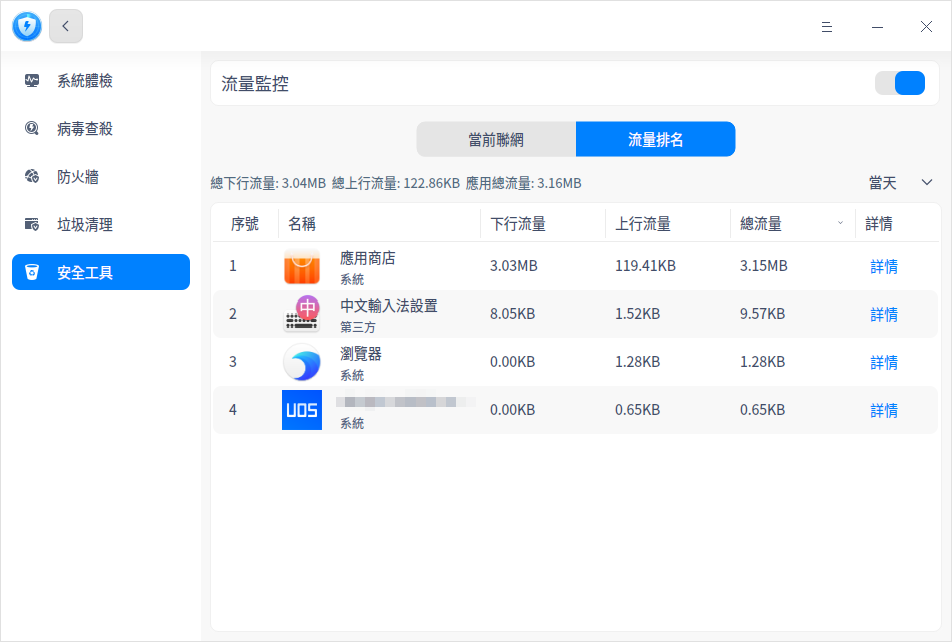 系統體檢
病毒查殺
防火牆
垃圾清理
安全工具
流量監控
當前聯網
流量排名
總下行流量: 3.04MB 總上行流量: 122.86KB 應用總流量: 3.16MB
當天
序號 名稱 下行流量 上行流量 總流量 詳情
1 應用商店 3.03MB 119.41KB 3.15MB 詳情
系統
2 中文輸入法設置 8.05KB 1.52KB 9.57KB 詳情
第三方
中
3 瀏覽器 0.00KB 1.28KB 1.28KB 詳情
系統
4 UOS 0.00KB 0.65KB 0.65KB 詳情
系統